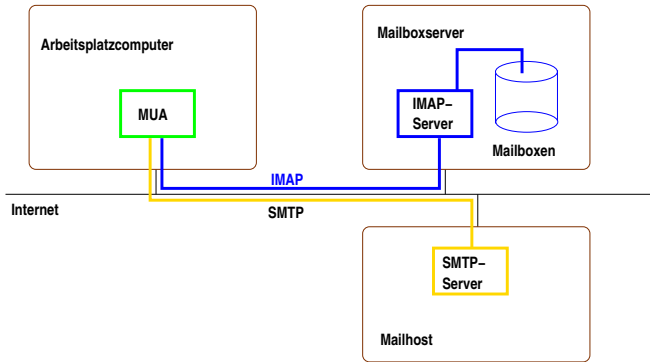 Arbeitsplatzcomputer
MUA
Mailboxserver
IMAP–
Server
Mailboxen
IMAP
Internet
SMTP
SMTP–
Server
Mailhost